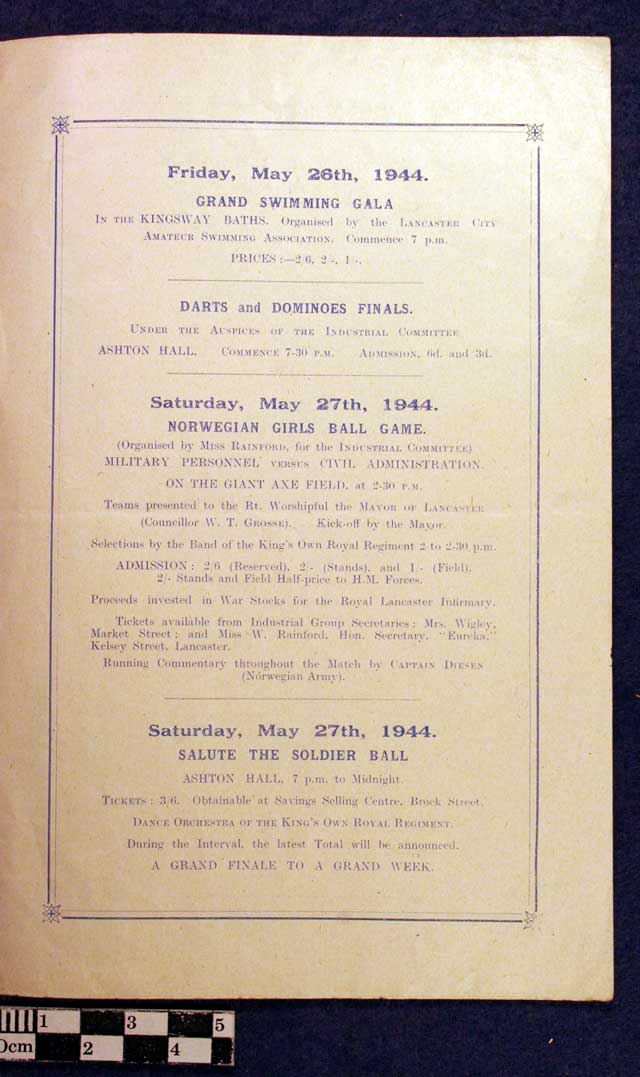 Friday, May 26th, 1944.
GRAND SWIMMING GALA
IN THE KINGSWAY BATHS. Organised by the LANCASTER CITY
AMATEUR SWIMMING ASSOCIATION. Commence 7 p.m.
PRICES :—2/6, 2/-, 1/-.
DARTS and DOMINOES FINALS.
UNDER THE AUSPICES OF THE INDUSTRIAL COMMITTEE
ASHTON HALL. COMMENCE 7-30 P.M. ADMISSION, 6d. and 3d.
Saturday, May 27th, 1944.
NORWEGIAN GIRLS BALL GAME.
(Organised by MISS RAINFORD, for the INDUSTRIAL COMMITTEE)
MILITARY PERSONNEL VERSUS CIVIL ADMINISTRATION.
ON THE GIANT AXE FIELD, at 2-30 P.M.
Teams presented to the Rt. Worshipful the MAYOR OF LANCASTER
(Councillor W. T. GROSSE). Kick-off by the Mayor.
Selections by the Band of the King's Own Royal Regiment 2 to 2-30 p.m.
ADMISSION : 2/6 (Reserved), 2/- (Stands), and 1/- (Field).
2/- Stands and Field Half-price to H.M. Forces.
Proceeds invested in War Stocks for the Royal Lancaster Infirmary.
Tickets available from Industrial Group Secretaries : Mrs. Wigley,
Market Street ; and Miss W. Rainford, Hon. Secretary, "Eureka,"
Kelsey Street, Lancaster.
Running Commentary throughout the Match by CAPTAIN DIESEN
(Norwegian Army).
Saturday, May 27th, 1944.
SALUTE THE SOLDIER BALL
ASHTON HALL, 7 p.m. to Midnight.
TICKETS : 3/6. Obtainable at Savings Selling Centre, Brock Street.
DANCE ORCHESTRA OF THE KING'S OWN ROYAL REGIMENT.
During the Interval, the latest Total will be announced.
A GRAND FINALE TO A GRAND WEEK.
0cm 1 2 3 4 5